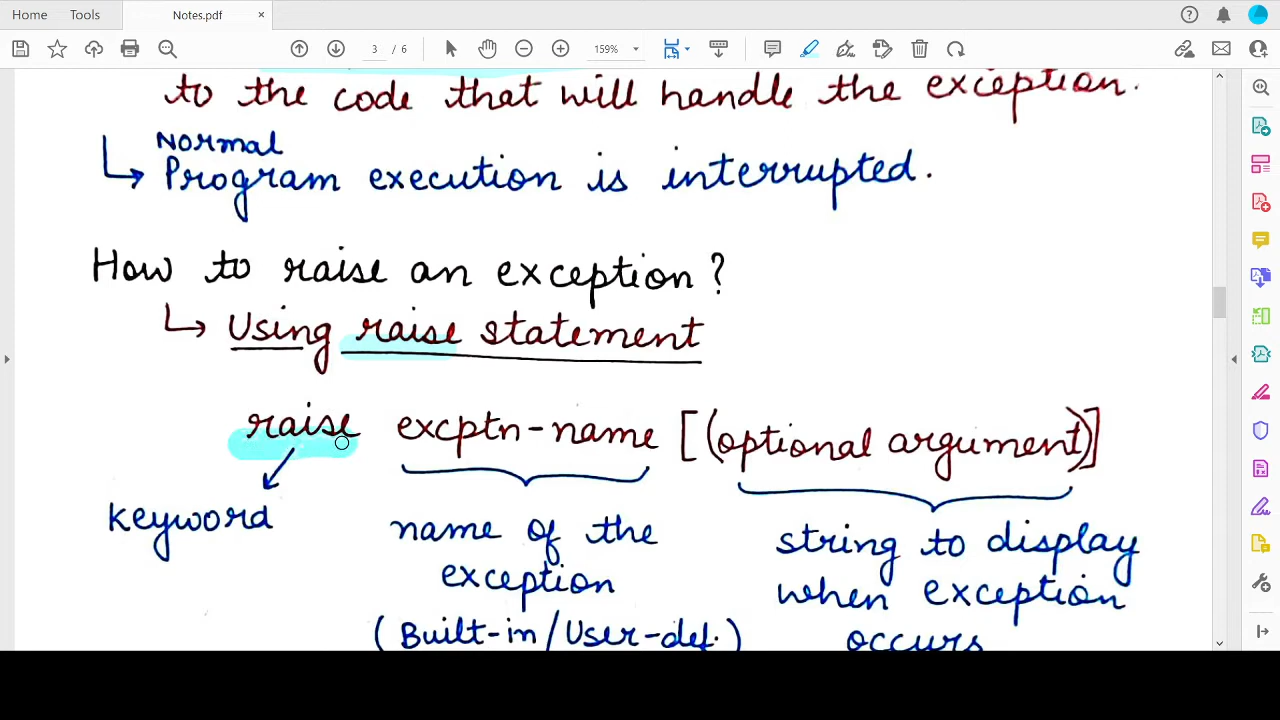 Home Tools Notes.pdf ×
3 / 6 159%
to the code that will handle the exception.
Normal
Program execution is interrupted.
How to raise an exception?
Using raise statement
raise excptn-name [(optional argument)]
keyword
name of the exception
string to display when exception occurs
(Built-in/User-def.)